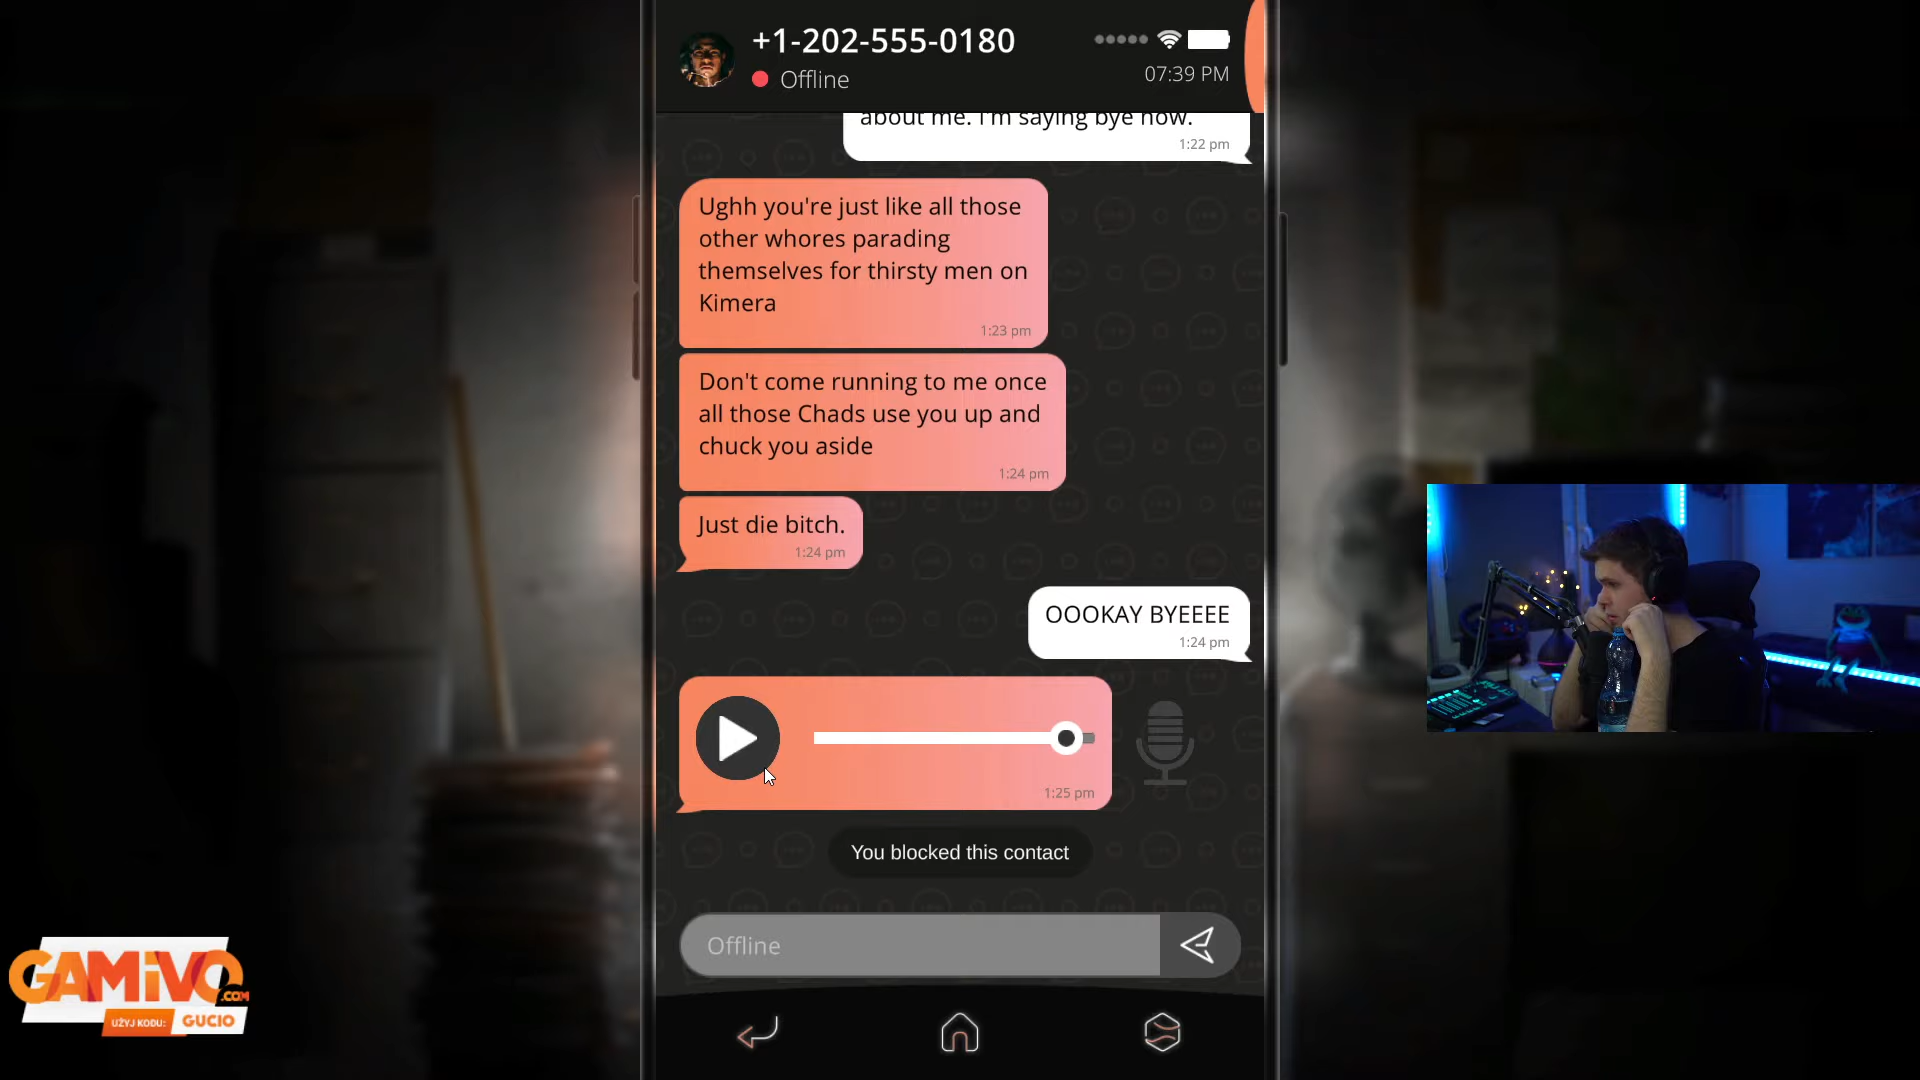 +1-202-555-0180
Offline
07:39 PM
about me. I'm saying bye now.
1:22 pm
Ughh you're just like all those
other whores parading
themselves for thirsty men on
Kimera
1:23 pm
Don't come running to me once
all those Chads use you up and
chuck you aside
1:24 pm
Just die bitch.
1:24 pm
OOOKAY BYEEEE
1:24 pm
1:25 pm
You blocked this contact
Offline
GAMiVO
.COM
UŻYJ KODU: GUCIO